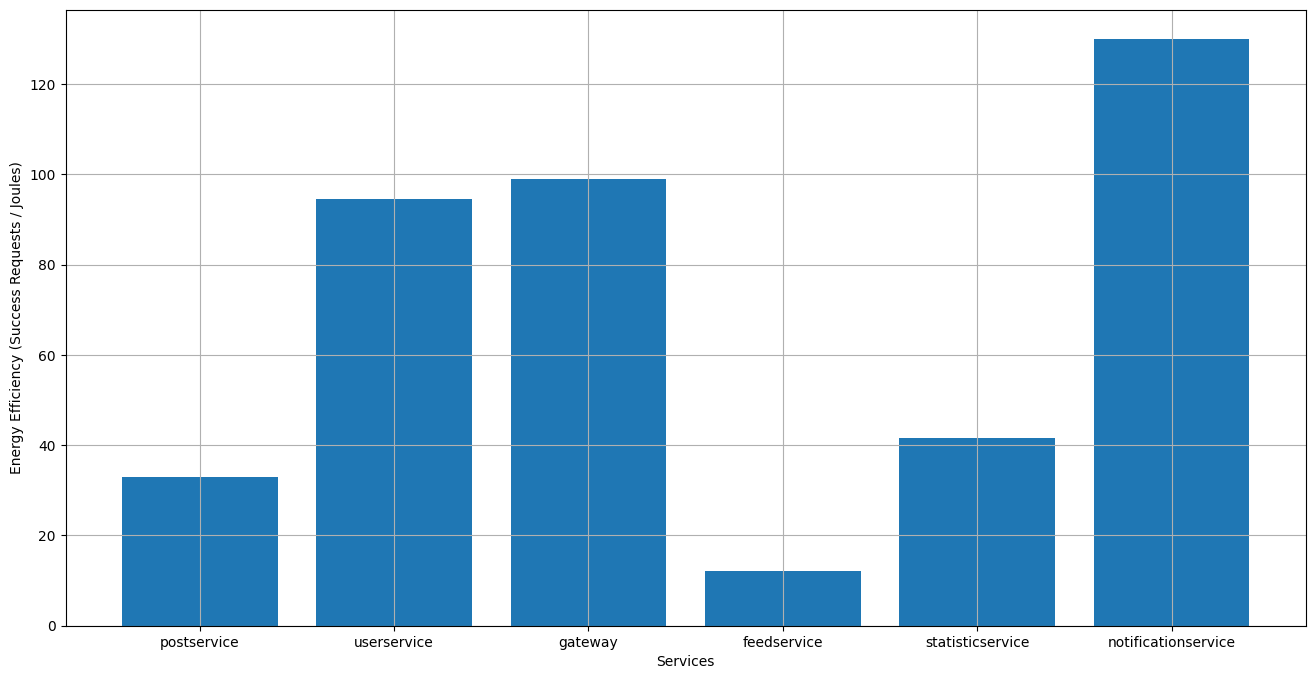 Energy Efficiency (Success Requests / Joules)
120
100
80
60
40
20
0
postservice userservice gateway feedservice statisticservice notificationservice
Services